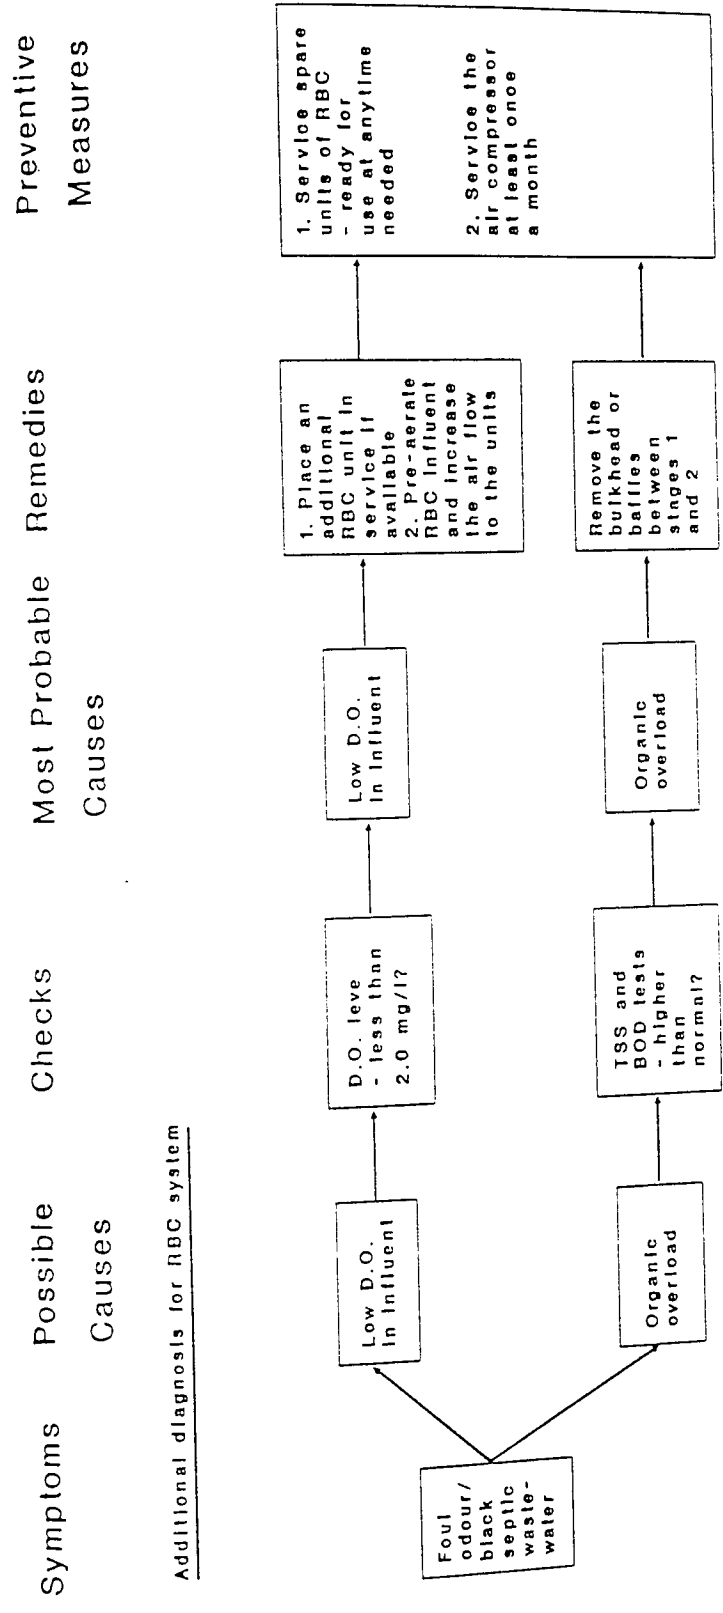 Symptoms
Possible
Causes
Checks
Most Probable
Causes
Remedies
Preventive
Measures
Additional diagnosis for RBC system
Foul
odour/
black
septic
waste-
water
Low D.O.
in Influent
D.O. leve
- less than
2.0 mg/l?
Low D.O.
in Influent
1. Place an
additional
RBC unit in
service if
available
2. Pre-aerate
RBC Influent
and increase
the air flow
to the units
1. Service spare
units of RBC
- ready for
use at anytime
needed
2. Service the
air compressor
at least once
a month
Organic
overload
TSS and
BOD tests
- higher
than
normal?
Organic
overload
Remove the
bulkhead or
baffles
between
stages 1
and 2